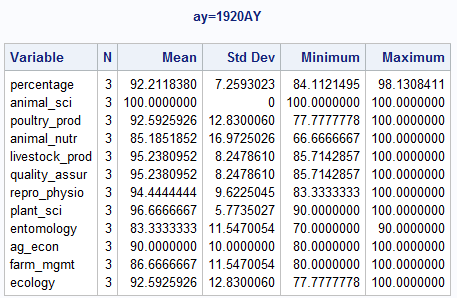 ay=1920AY
Variable N Mean Std Dev Minimum Maximum
percentage 3 92.2118380 7.2593023 84.1121495 98.1308411
animal_sci 3 100.0000000 0 100.0000000 100.0000000
poultry_prod 3 92.5925926 12.8300060 77.7777778 100.0000000
animal_nutr 3 85.1851852 16.9725026 66.6666667 100.0000000
livestock_prod 3 95.2380952 8.2478610 85.7142857 100.0000000
quality_assur 3 95.2380952 8.2478610 85.7142857 100.0000000
repro_physio 3 94.4444444 9.6225045 83.3333333 100.0000000
plant_sci 3 96.6666667 5.7735027 90.0000000 100.0000000
entomology 3 83.3333333 11.5470054 70.0000000 90.0000000
ag_econ 3 90.0000000 10.0000000 80.0000000 100.0000000
farm_mgmt 3 86.6666667 11.5470054 80.0000000 100.0000000
ecology 3 92.5925926 12.8300060 77.7777778 100.0000000